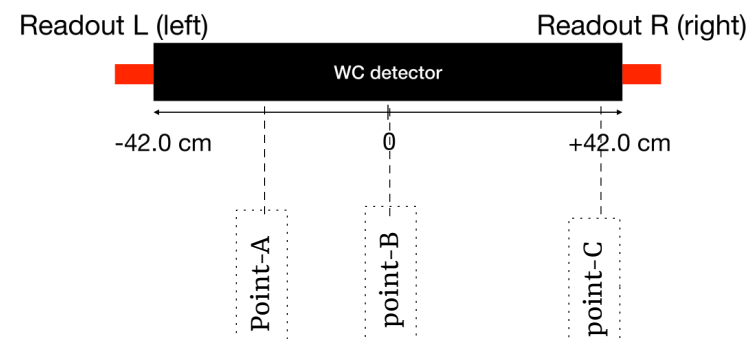 Readout L (left)
Readout R (right)
WC detector
-42.0 cm
0
+42.0 cm
Point-A
point-B
point-C